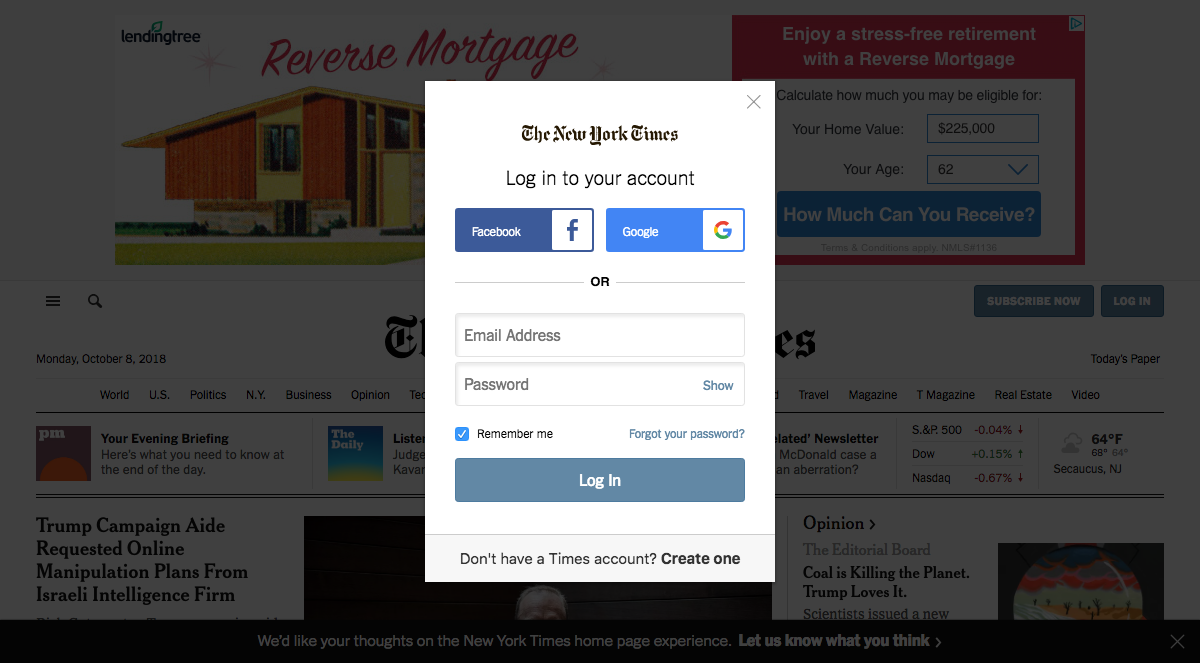 lendingtree
Reverse Mortgage
Enjoy a stress-free retirement
with a Reverse Mortgage
Calculate how much you may be eligible for:
Your Home Value:
$225,000
Your Age:
62
How Much Can You Receive?
Terms & Conditions apply. NMLS#1136
The New York Times
Log in to your account
Facebook
Google
OR
Email Address
Password
Show
Remember me
Forgot your password?
Log In
Don't have a Times account? Create one
SUBSCRIBE NOW
LOG IN
Monday, October 8, 2018
Today's Paper
World
U.S.
Politics
N.Y.
Business
Opinion
Travel
Magazine
T Magazine
Real Estate
Video
pm
Your Evening Briefing
Here's what you need to know at
the end of the day.
The
Daily
Judge
Newsletter
McDonald case a
an aberration?
S.&P. 500 -0.04% ↓
Dow +0.15% ↑
Nasdaq -0.67% ↓
64°F
68° 64°
Secaucus, NJ
Trump Campaign Aide
Requested Online
Manipulation Plans From
Israeli Intelligence Firm
Opinion >
The Editorial Board
Coal is Killing the Planet.
Trump Loves It.
Scientists issued a new
We'd like your thoughts on the New York Times home page experience. Let us know what you think >